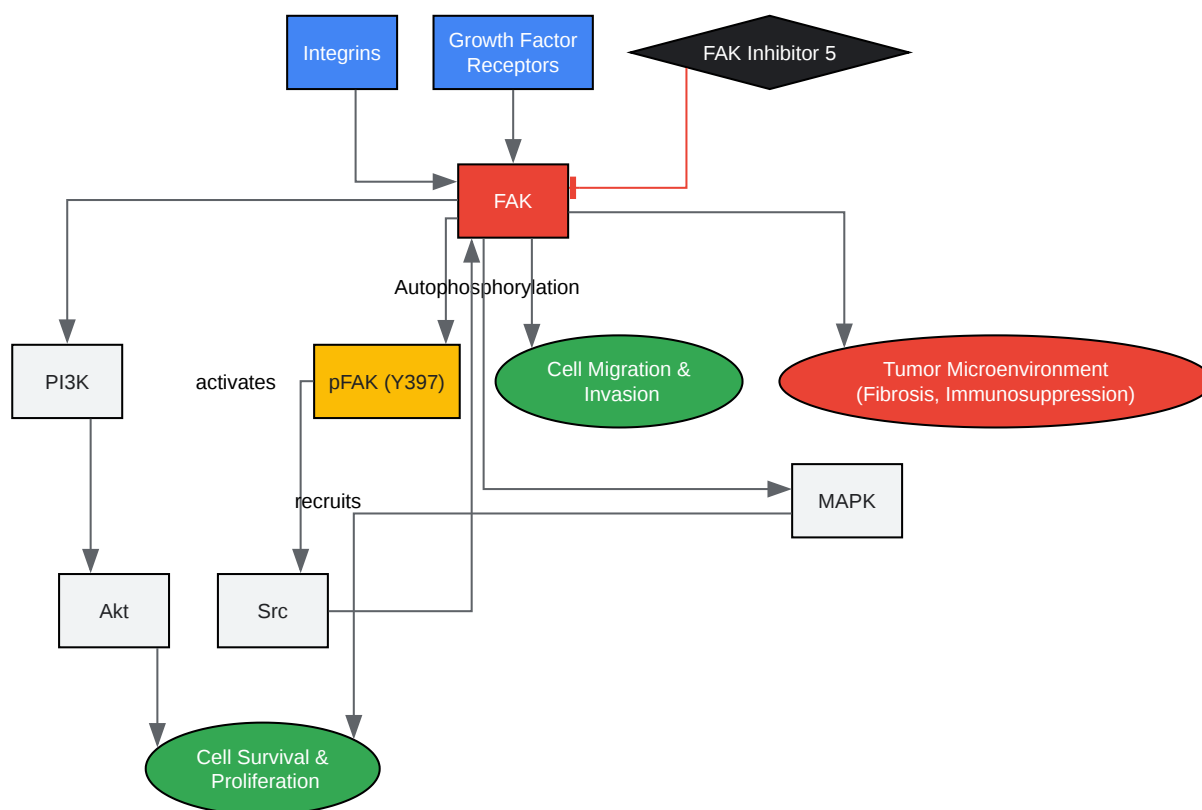 Integrins
Growth Factor
Receptors
FAK Inhibitor 5
FAK
Autophosphorylation
PI3K
activates
pFAK (Y397)
Cell Migration &
Invasion
Tumor Microenvironment
(Fibrosis, Immunosuppression)
recruits
MAPK
Akt
Src
Cell Survival &
Proliferation